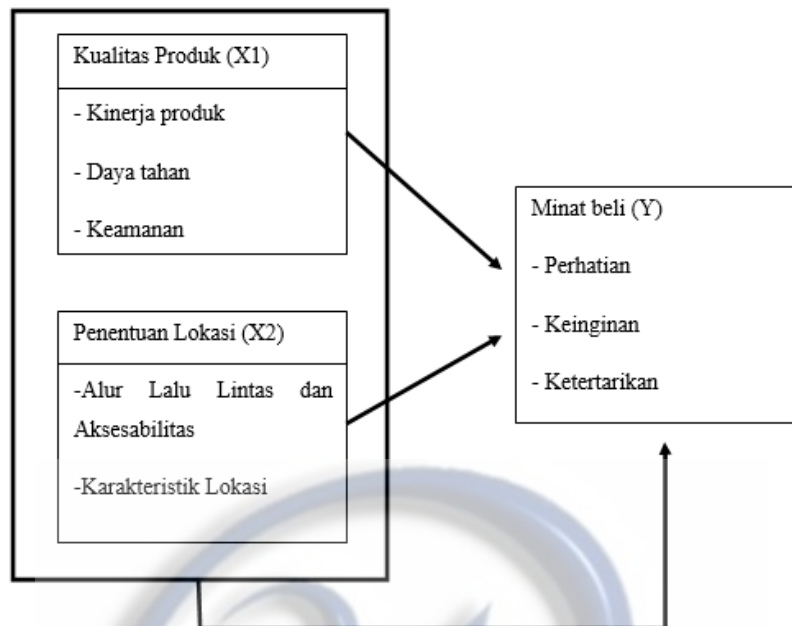 Kualitas Produk (X1)
- Kinerja produk
- Daya tahan
- Keamanan
Penentuan Lokasi (X2)
-Alur Lalu Lintas dan
Aksesabilitas
-Karakteristik Lokasi
Minat beli (Y)
- Perhatian
- Keinginan
- Ketertarikan